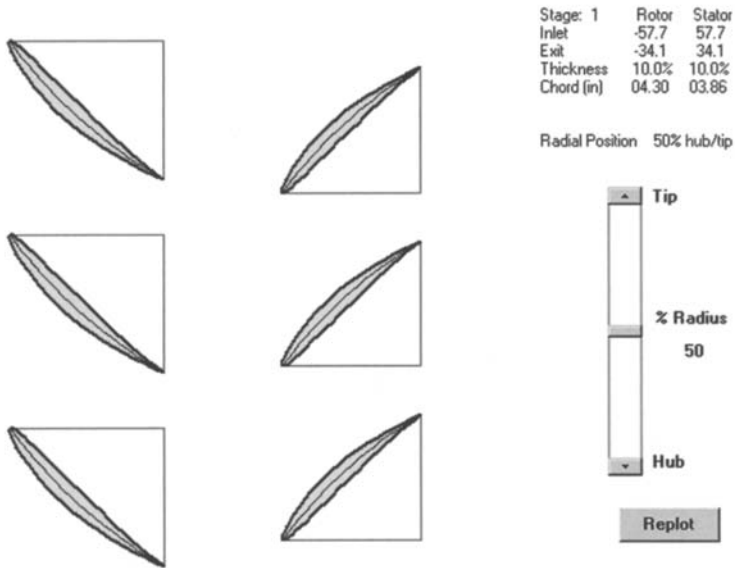 Stage: 1 Rotor Stator
Inlet -57.7 57.7
Exit -34.1 34.1
Thickness 10.0% 10.0%
Chord (in) 04.30 03.86
Radial Position 50% hub/tip
Tip
% Radius
50
Hub
Replot